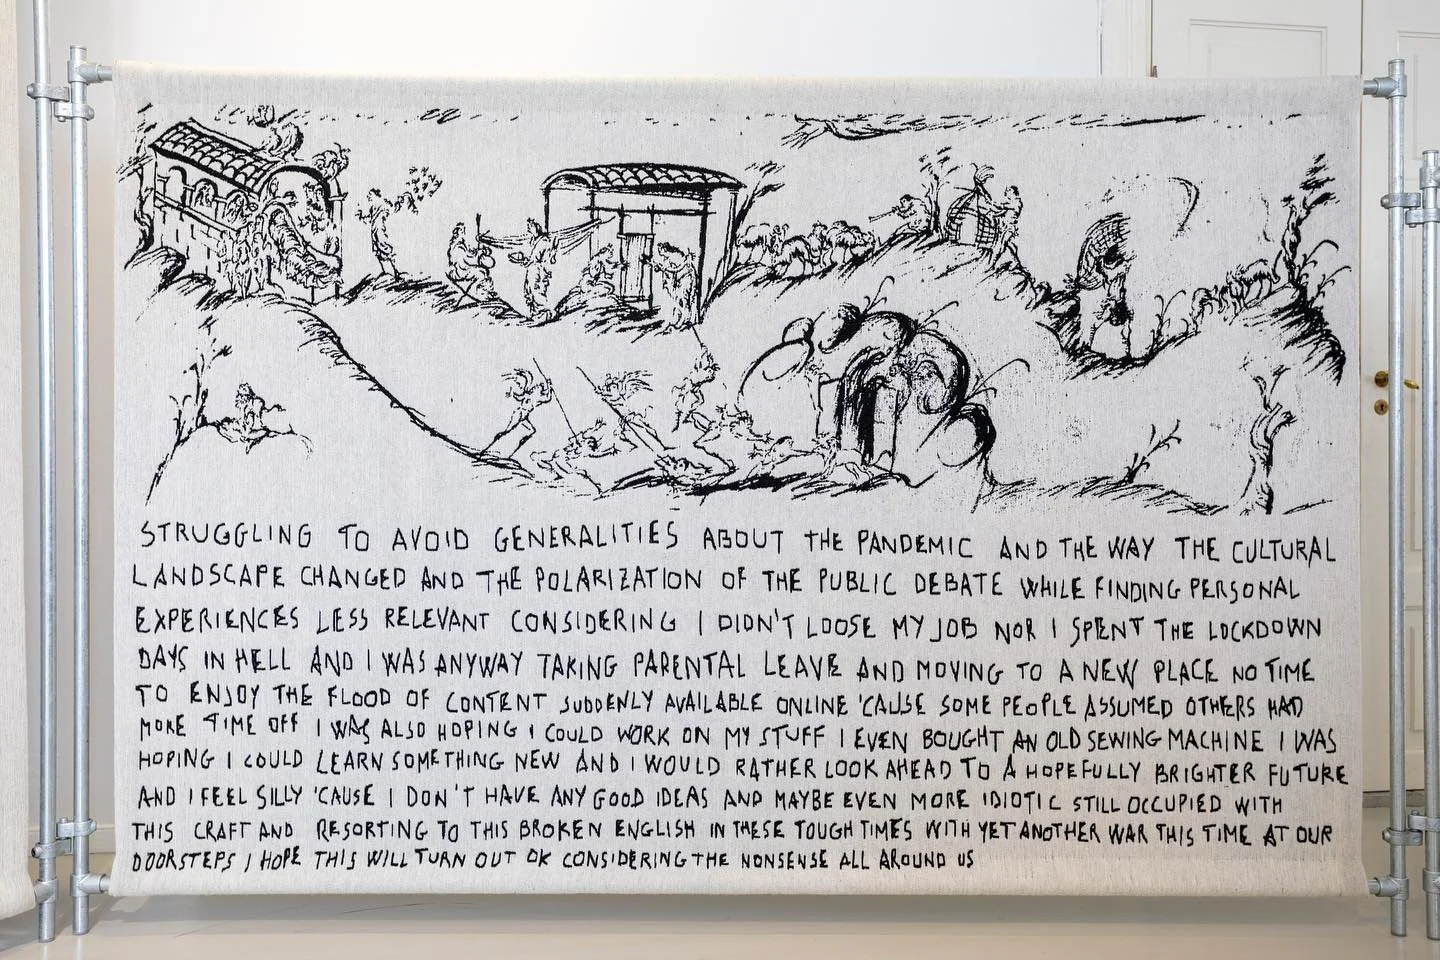 STRUGGLING TO AVOID GENERALITIES ABOUT THE PANDEMIC AND THE WAY THE CULTURAL
LANDSCAPE CHANGED AND THE POLARIZATION OF THE PUBLIC DEBATE WHILE FINDING PERSONAL
EXPERIENCES LESS RELEVANT CONSIDERING I DIDN'T LOOSE MY JOB NOR I SPENT THE LOCKDOWN
DAYS IN HELL AND I WAS ANYWAY TAKING PARENTAL LEAVE AND MOVING TO A NEW PLACE NO TIME
TO ENJOY THE FLOOD OF CONTENT SUDDENLY AVAILABLE ONLINE 'CAUSE SOME PEOPLE ASSUMED OTHERS HAD
MORE TIME OFF I WAS ALSO HOPING I COULD WORK ON MY STUFF I EVEN BOUGHT AN OLD SEWING MACHINE I WAS
HOPING I COULD LEARN SOMETHING NEW AND I WOULD RATHER LOOK AHEAD TO A HOPEFULLY BRIGHTER FUTURE
AND I FEEL SILLY 'CAUSE I DON'T HAVE ANY GOOD IDEAS AND MAYBE EVEN MORE IDIOTIC STILL OCCUPIED WITH
THIS CRAFT AND RESORTING TO THIS BROKEN ENGLISH IN THESE TOUGH TIMES WITH YET ANOTHER WAR THIS TIME AT OUR
DOORSTEPS I HOPE THIS WILL TURN OUT OK CONSIDERING THE NONSENSE ALL AROUND US